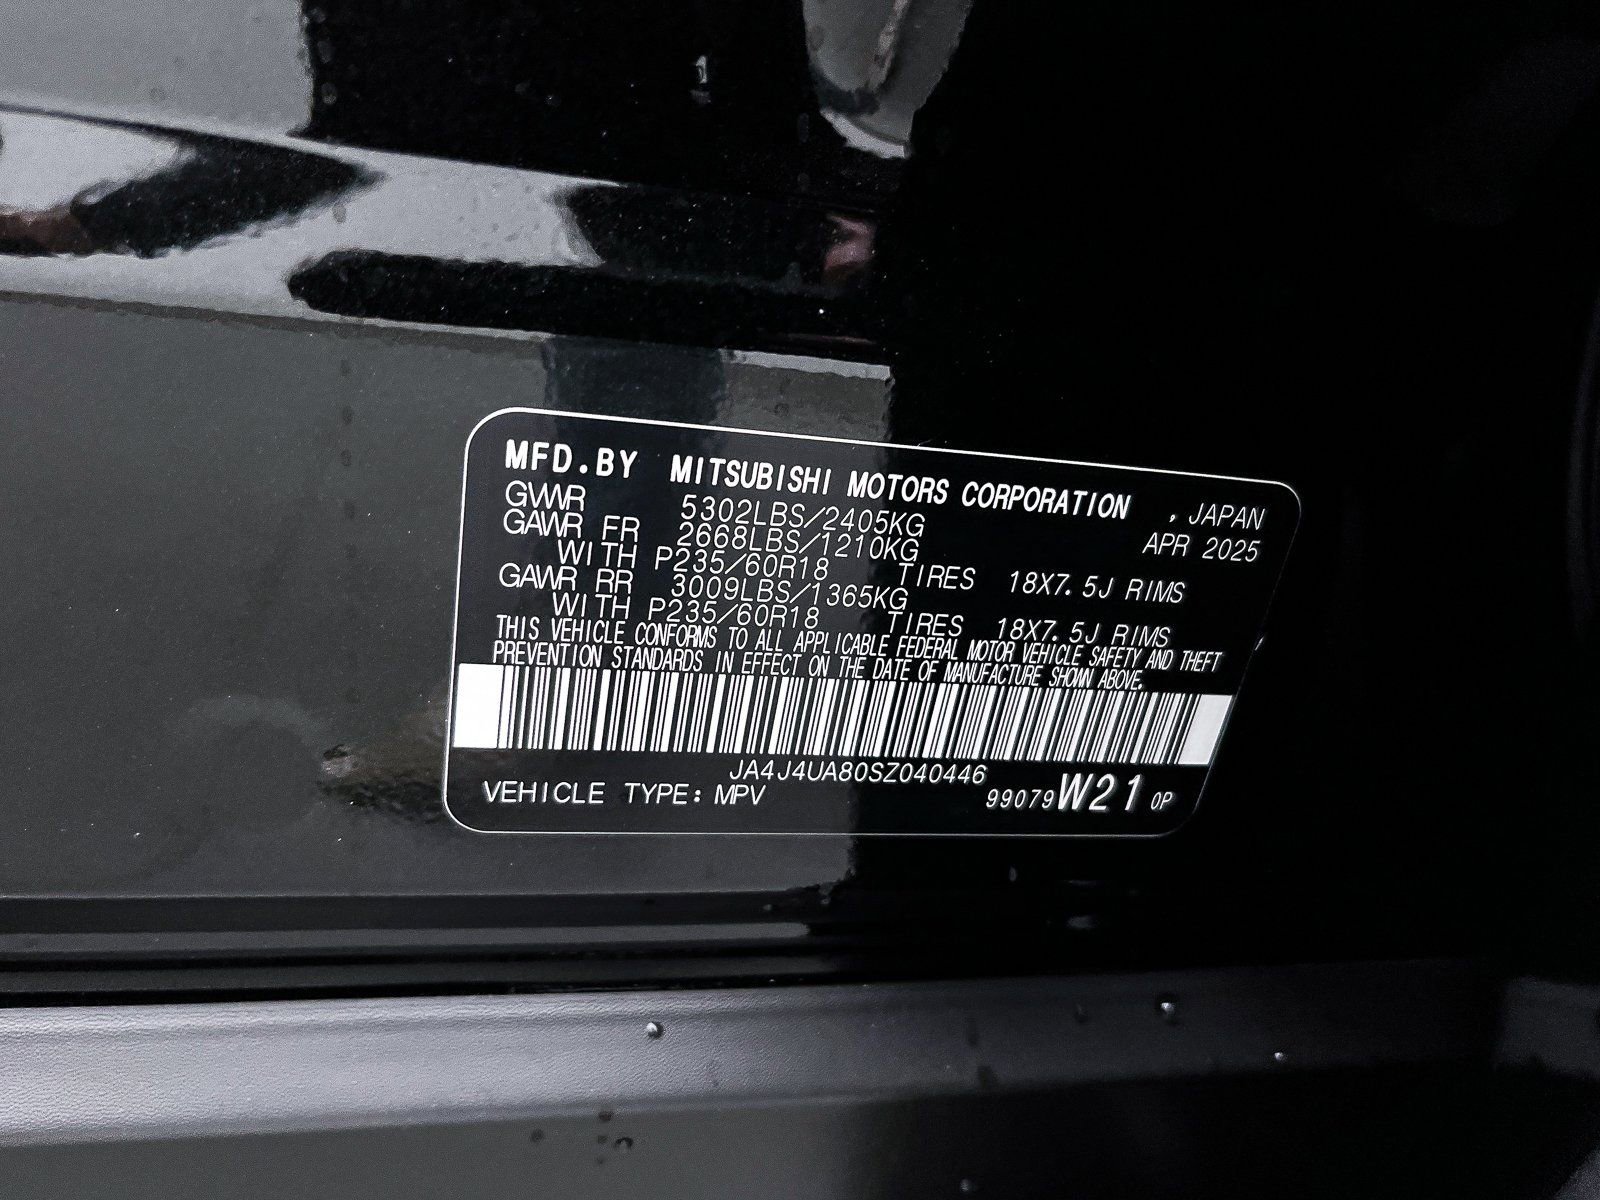 MFD.BY MITSUBISHI MOTORS CORPORATION , JAPAN
GVWR 5302LBS/2405KG APR 2025
GAWR FR 2668LBS/1210KG
WITH P235/60R18 TIRES 18X7.5J RIMS
GAWR RR 3009LBS/1365KG
WITH P235/60R18 TIRES 18X7.5J RIMS
THIS VEHICLE CONFORMS TO ALL APPLICABLE FEDERAL MOTOR VEHICLE SAFETY AND THEFT
PREVENTION STANDARDS IN EFFECT ON THE DATE OF MANUFACTURE SHOWN ABOVE.
JA4J4UA80SZ040446
VEHICLE TYPE: MPV 99079W21 0P